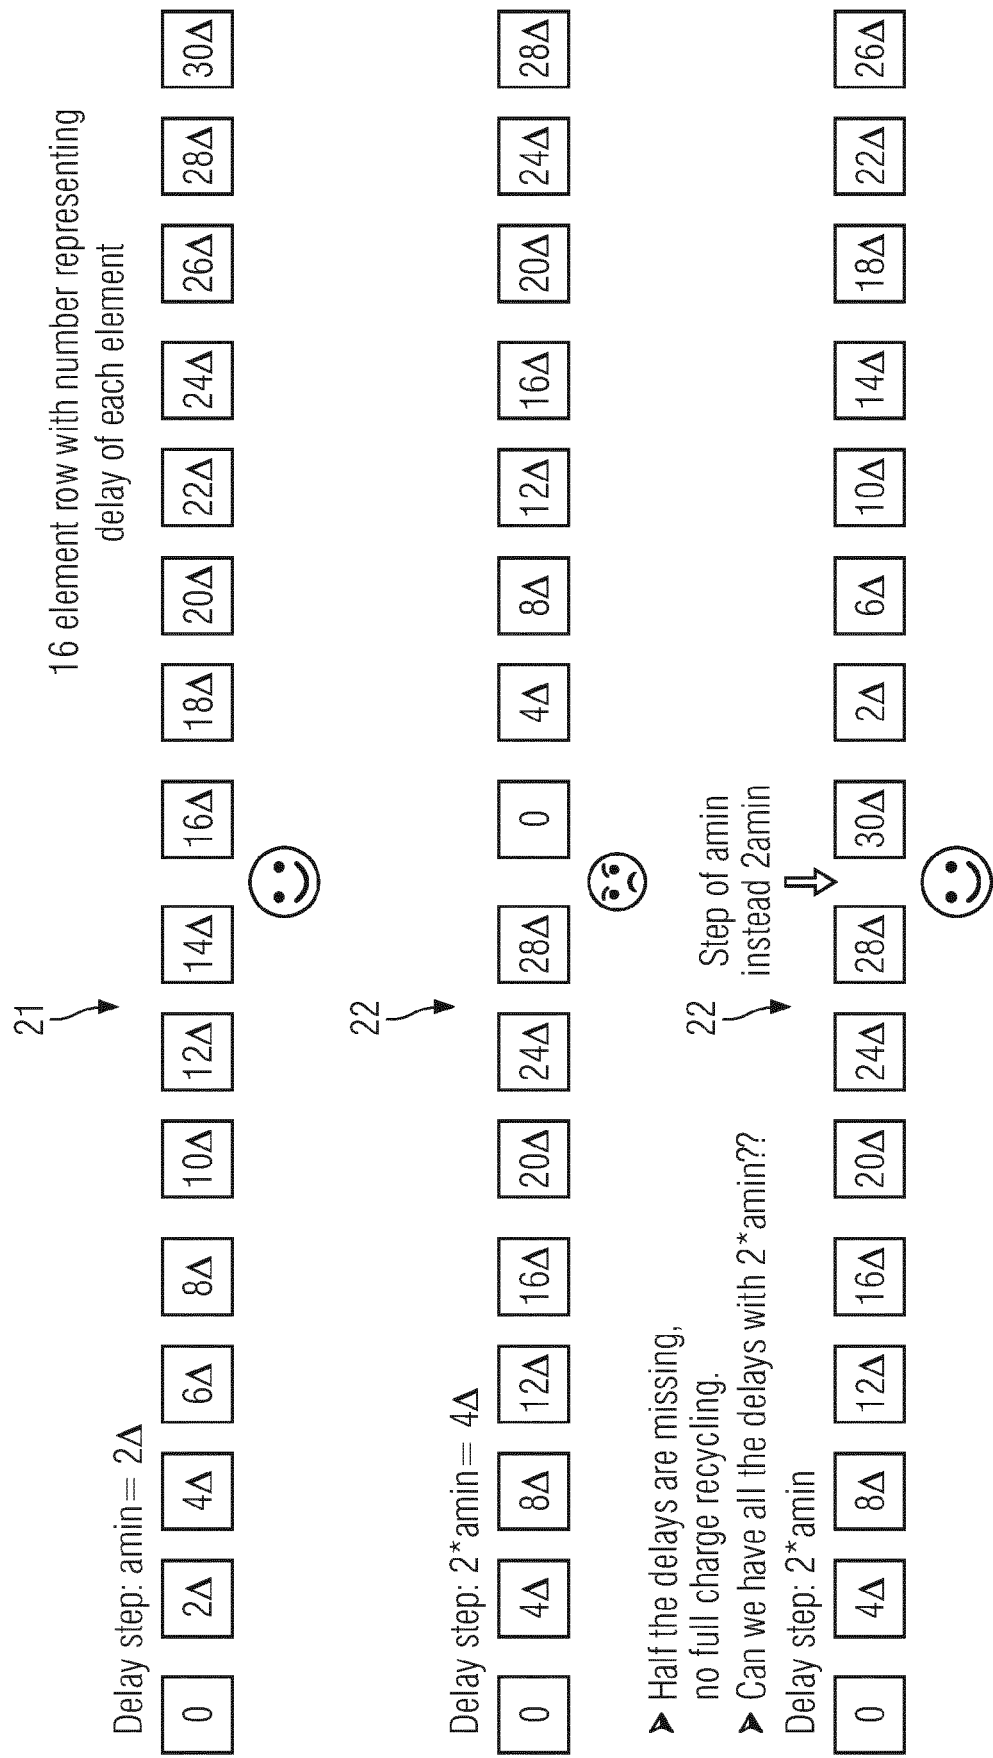 16 element row with number representing
delay of each element
21
Delay step: amin= 2Δ
0 2Δ 4Δ 6Δ 8Δ 10Δ 12Δ 14Δ 16Δ 18Δ 20Δ 22Δ 24Δ 26Δ 28Δ 30Δ
22
Delay step: 2*amin= 4Δ
0 4Δ 8Δ 12Δ 16Δ 20Δ 24Δ 28Δ 0 4Δ 8Δ 12Δ 16Δ 20Δ 24Δ 28Δ
➤ Half the delays are missing,
no full charge recycling.
➤ Can we have all the delays with 2*amin??
22
Step of amin
instead 2amin
Delay step: 2*amin
0 4Δ 8Δ 12Δ 16Δ 20Δ 24Δ 28Δ 30Δ 2Δ 6Δ 10Δ 14Δ 18Δ 22Δ 26Δ